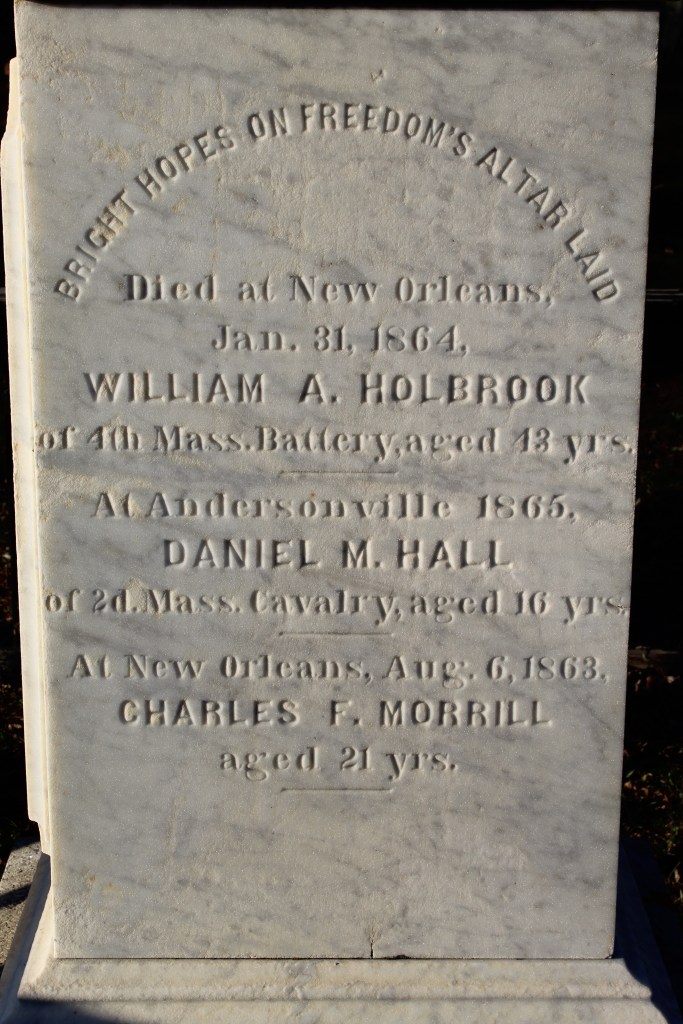 BRIGHT HOPES ON FREEDOM'S ALTAR LAID
Died at New Orleans,
Jan. 31, 1864,
WILLIAM A. HOLBROOK
of 4th Mass. Battery, aged 43 yrs.
At Andersonville 1865,
DANIEL M. HALL
of 2d. Mass. Cavalry, aged 16 yrs.
At New Orleans, Aug. 6, 1863,
CHARLES F. MORRILL
aged 21 yrs.